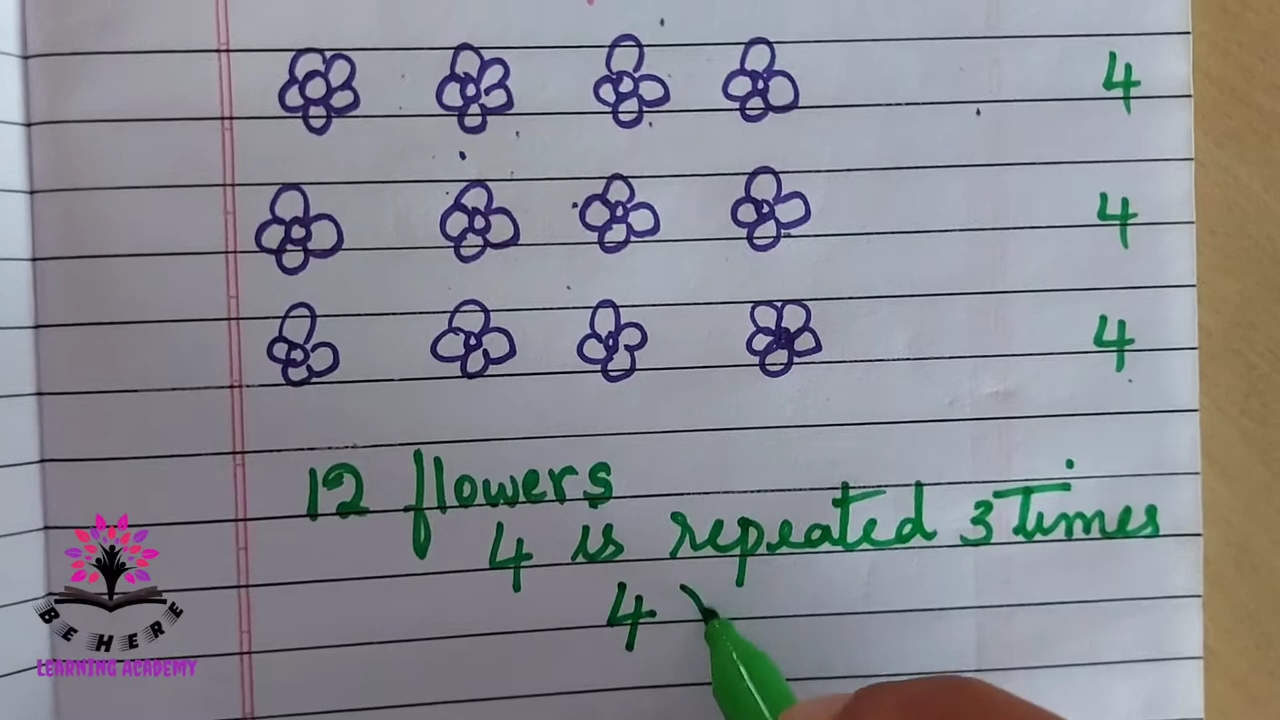 4
4
4
12 flowers
4 is repeated 3 times
4
BE HERE
LEARNING ACADEMY